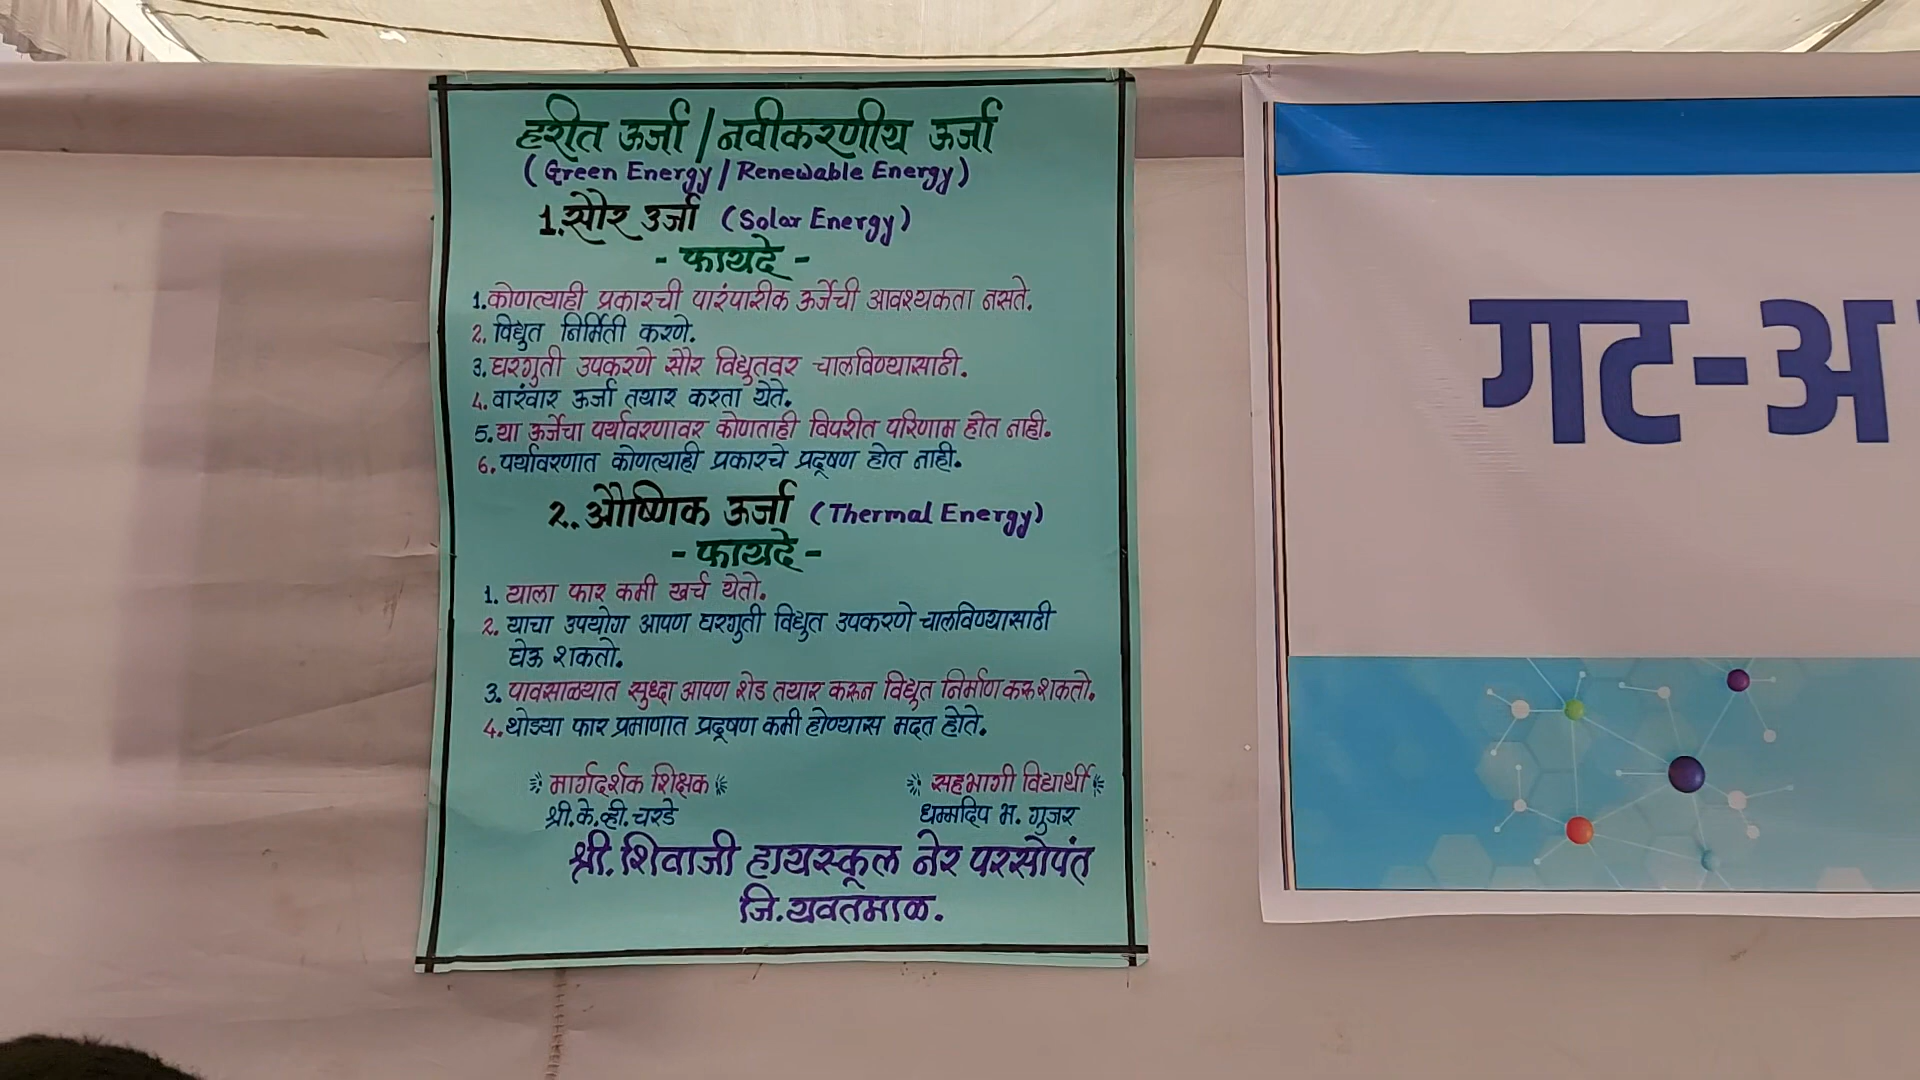 हरीत ऊर्जा / नवीकरणीय ऊर्जा
( Green Energy / Renewable Energy )
1. सौर उर्जा ( Solar Energy )
- फायदे -
1. कोणत्याही प्रकारची पारंपारीक ऊर्जेची आवश्यकता नसते.
2. विद्युत निर्मिती करणे.
3. घरगुती उपकरणे सौर विद्युतवर चालविण्यासाठी.
4. वारंवार ऊर्जा तयार करता येते.
5. या ऊर्जेचा पर्यावरणावर कोणताही विपरीत परिणाम होत नाही.
6. पर्यावरणात कोणत्याही प्रकारचे प्रदूषण होत नाही.
2. औष्णिक ऊर्जा ( Thermal Energy )
- फायदे -
1. याला फार कमी खर्च येतो.
2. याचा उपयोग आपण घरगुती विद्युत उपकरणे चालविण्यासाठी
घेऊ शकतो.
3. पावसाळ्यात सुध्दा आपण शेड तयार करून विद्युत निर्माण करू शकतो.
4. थोड्या फार प्रमाणात प्रदूषण कमी होण्यास मदत होते.
मार्गदर्शक शिक्षक
श्री. के. व्ही. चरडे
सहभागी विद्यार्थी
धम्मदिप भ. गुजर
श्री. शिवाजी हायस्कूल नेर परसोपंत
जि. यवतमाळ.
गट-अ